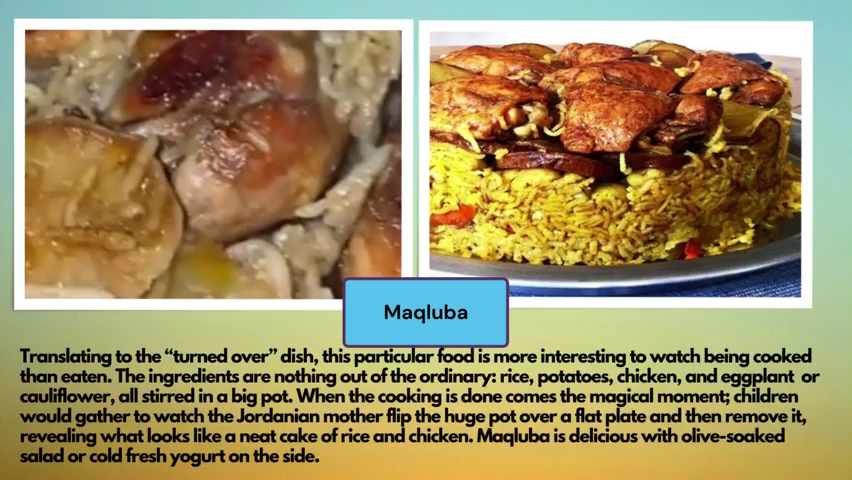 Maqluba
Translating to the “turned over” dish, this particular food is more interesting to watch being cooked
than eaten. The ingredients are nothing out of the ordinary: rice, potatoes, chicken, and eggplant or
cauliflower, all stirred in a big pot. When the cooking is done comes the magical moment; children
would gather to watch the Jordanian mother flip the huge pot over a flat plate and then remove it,
revealing what looks like a neat cake of rice and chicken. Maqluba is delicious with olive-soaked
salad or cold fresh yogurt on the side.